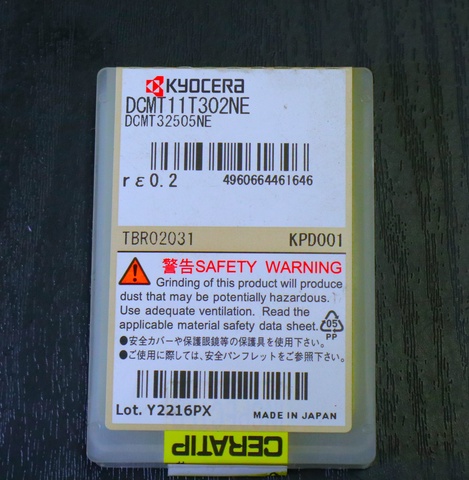 KYOCERA
DCMT11T302NE
DCMT32505NE
rε0.2 4960664461646
TBR02031 KPD001
警告SAFETY WARNING
Grinding of this product will produce
dust that may be potentially hazardous.
Use adequate ventilation. Read the
applicable material safety data sheet.
05
PP
●安全カバーや保護眼鏡等の保護具を使用下さい。
●ご使用に際しては、安全パンフレットをご参照下さい。
Lot. Y2216PX MADE IN JAPAN
CERATIP